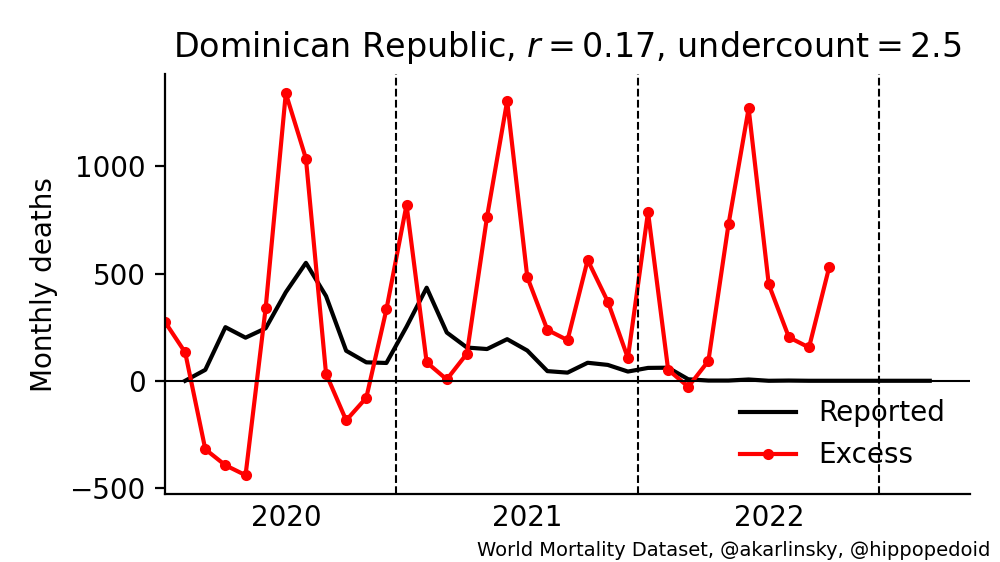 Dominican Republic, r = 0.17, undercount = 2.5
Monthly deaths
1000
500
0
−500
Reported
Excess
2020 2021 2022
World Mortality Dataset, @akarlinsky, @hippopedoid